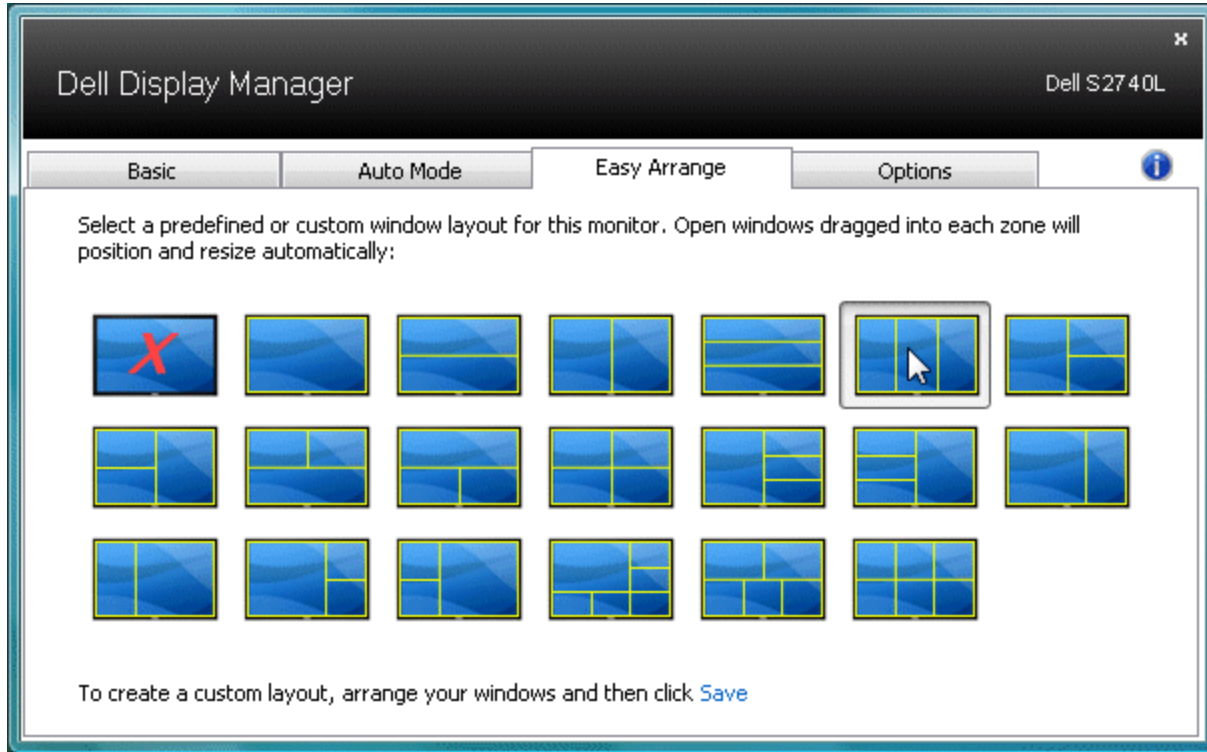 Dell Display Manager
Dell S2740L
Basic
Auto Mode
Easy Arrange
Options
Select a predefined or custom window layout for this monitor. Open windows dragged into each zone will
position and resize automatically:
To create a custom layout, arrange your windows and then click Save